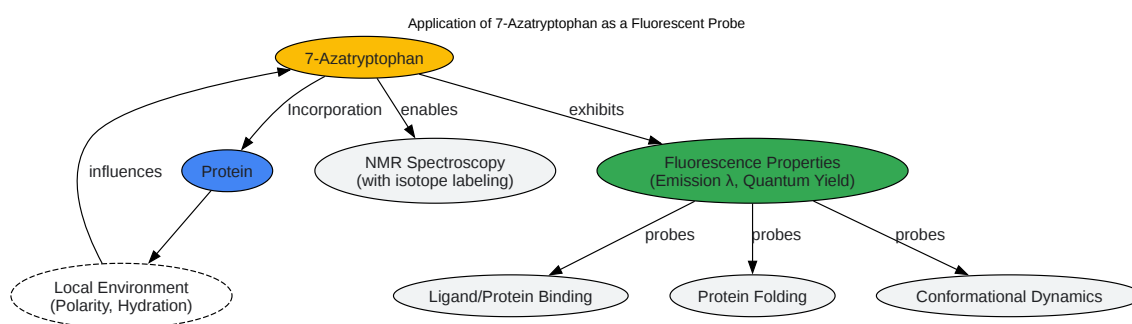 Application of 7-Azatryptophan as a Fluorescent Probe
7-Azatryptophan
Incorporation
enables
exhibits
influences
Protein
NMR Spectroscopy
(with isotope labeling)
Fluorescence Properties
(Emission λ, Quantum Yield)
probes
probes
probes
Local Environment
(Polarity, Hydration)
Ligand/Protein Binding
Protein Folding
Conformational Dynamics